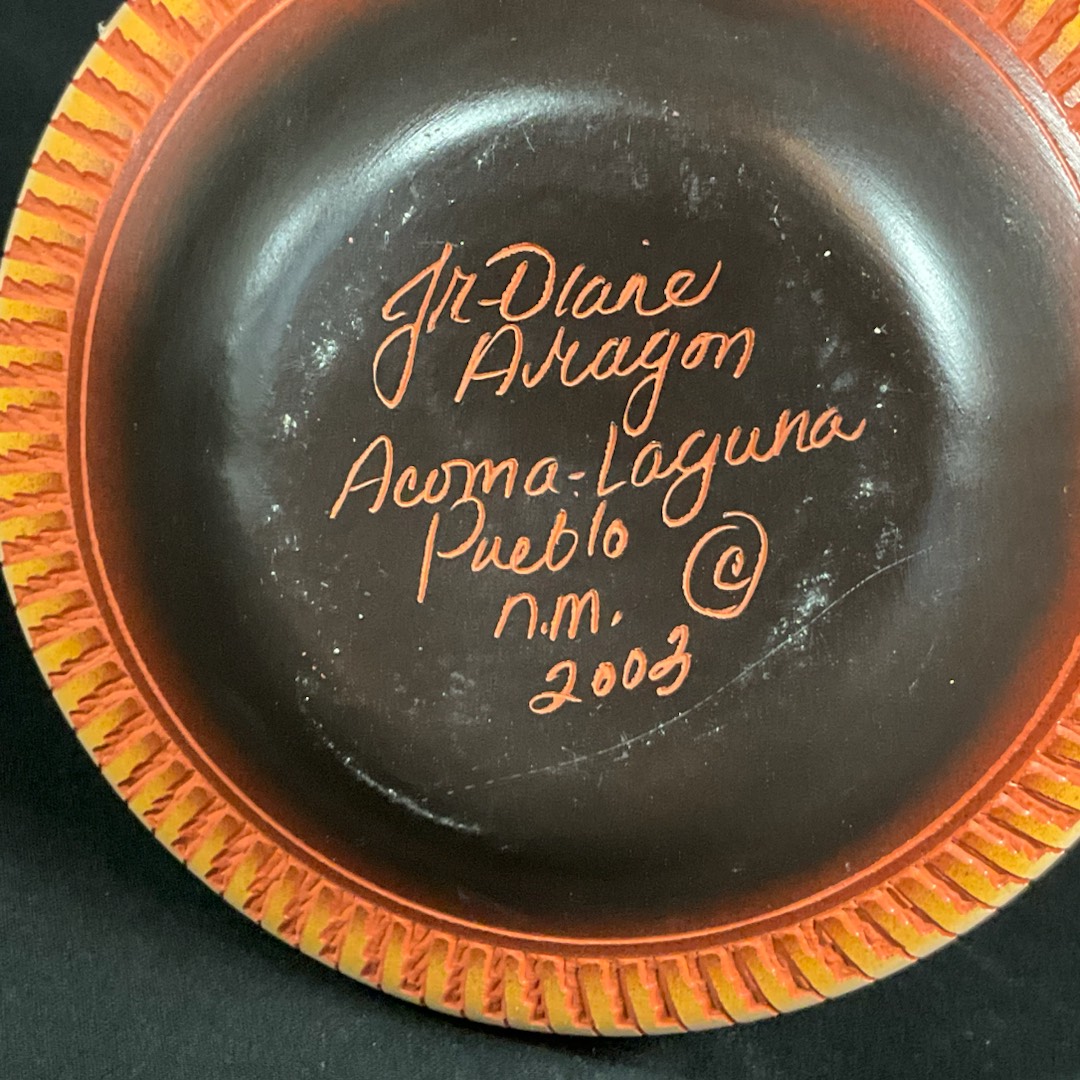 Jr-Diane
Aragon
Acoma-Laguna
Pueblo
n.m. ©
2003